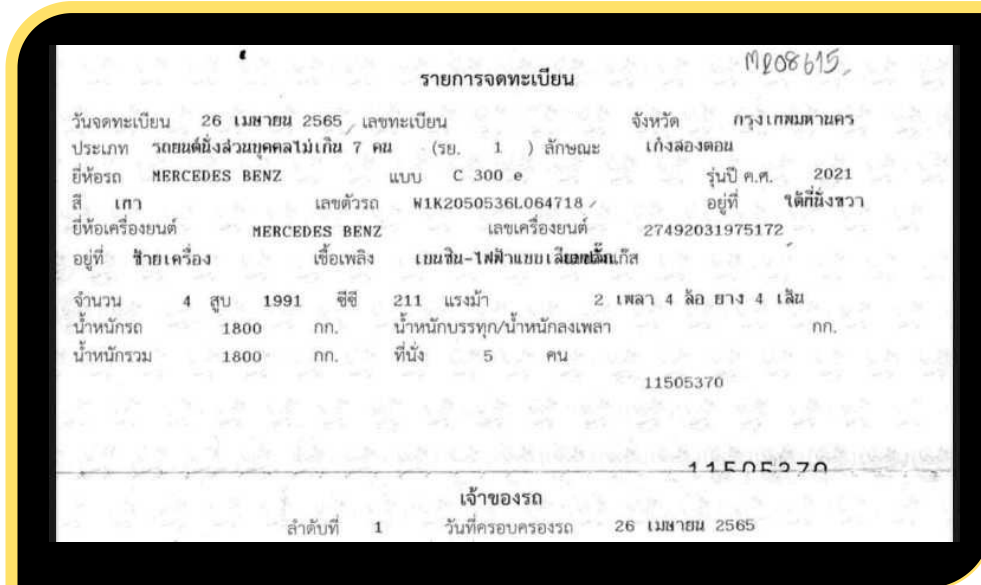 MR08615
รายการจดทะเบียน
วันจดทะเบียน 26 เมษายน 2565 เลขทะเบียน จังหวัด กรุงเทพมหานคร
ประเภท รถยนต์นั่งส่วนบุคคลไม่เกิน 7 คน (รย. 1 ) ลักษณะ เก๋งสองตอน
ยี่ห้อรถ MERCEDES BENZ แบบ C 300 e รุ่นปี ค.ศ. 2021
สี เทา เลขตัวรถ W1K2050536L064718 อยู่ที่ ใต้ที่นั่งขวา
ยี่ห้อเครื่องยนต์ MERCEDES BENZ เลขเครื่องยนต์ 27492031975172
อยู่ที่ ซ้ายเครื่อง เชื้อเพลิง เบนซิน-ไฟฟ้าแบบเสียบปลั๊ก
จำนวน 4 สูบ 1991 ซีซี 211 แรงม้า 2 เพลา 4 ล้อ ยาง 4 เส้น
น้ำหนักรถ 1800 กก. น้ำหนักบรรทุก/น้ำหนักลงเพลา กก.
น้ำหนักรวม 1800 กก. ที่นั่ง 5 คน
11505370
11505370
เจ้าของรถ
ลำดับที่ 1 วันที่ครอบครองรถ 26 เมษายน 2565